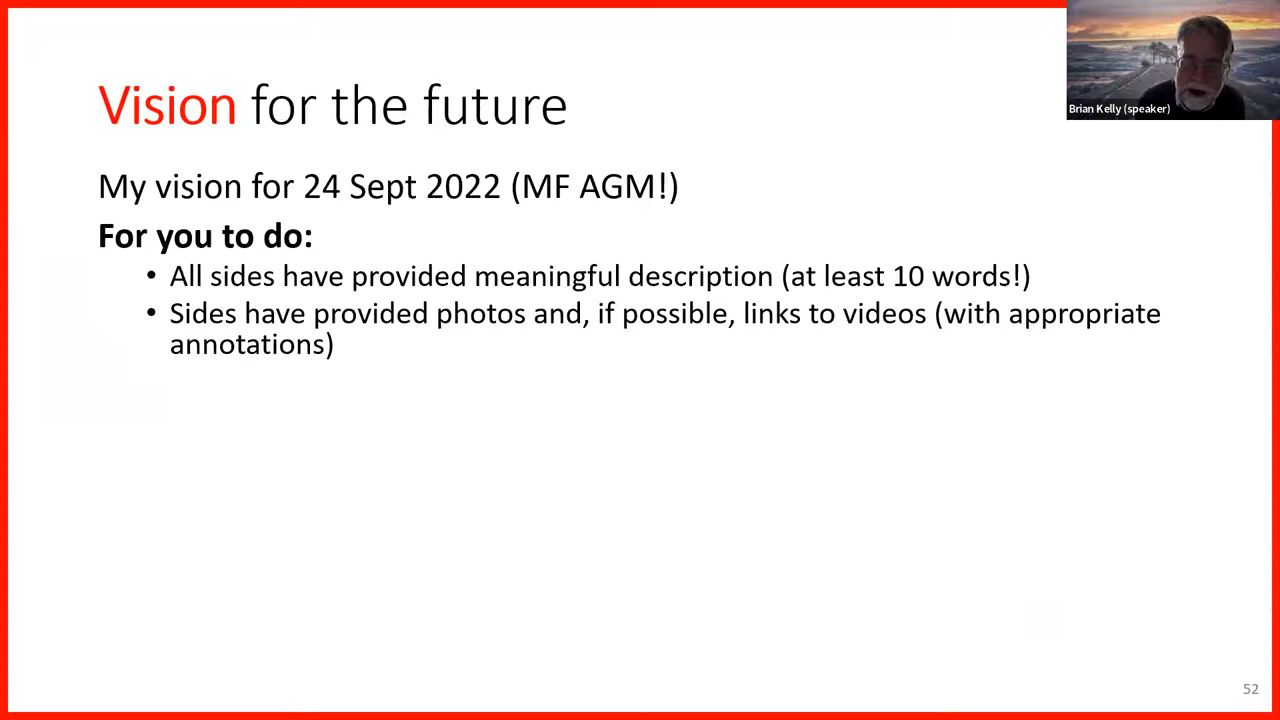 Vision for the future
Brian Kelly (speaker)
My vision for 24 Sept 2022 (MF AGM!)
For you to do:
• All sides have provided meaningful description (at least 10 words!)
• Sides have provided photos and, if possible, links to videos (with appropriate
annotations)
52